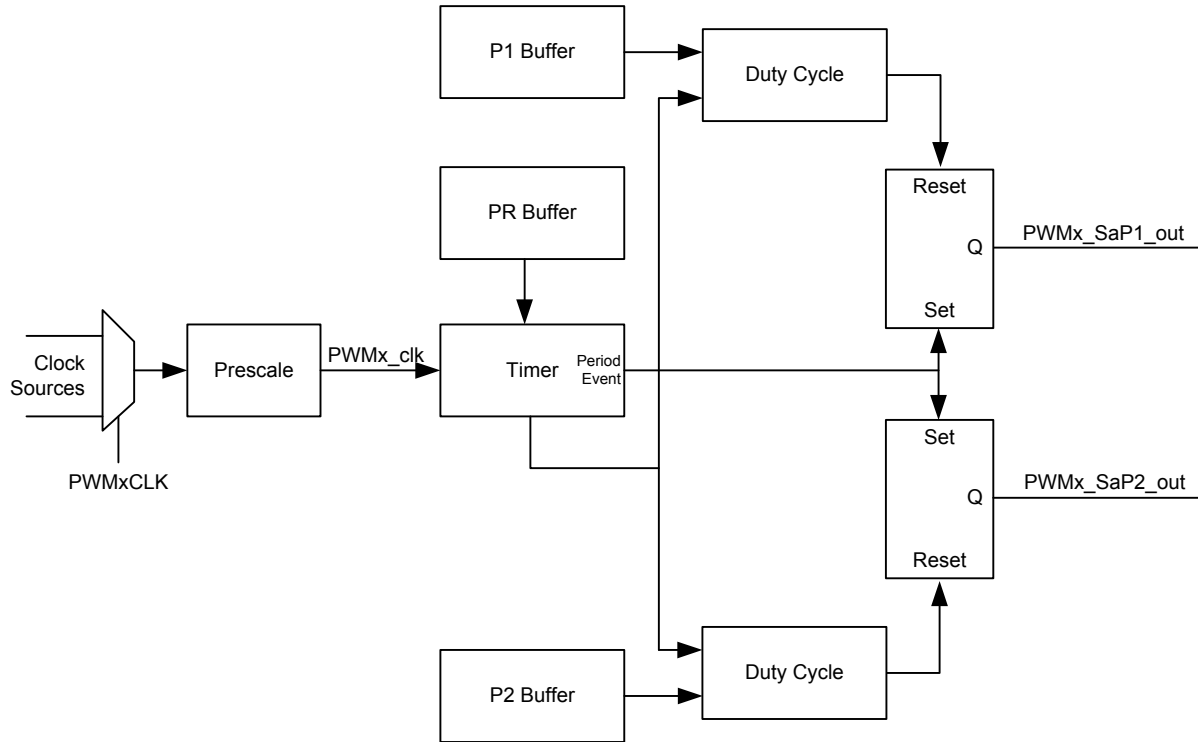 P1 Buffer
Duty Cycle
Reset
PR Buffer
Q
PWMx_SaP1_out
Set
Clock
Sources
Prescale
PWMx_clk
Timer
Period
Event
PWMxCLK
Set
Q
PWMx_SaP2_out
Reset
Duty Cycle
P2 Buffer